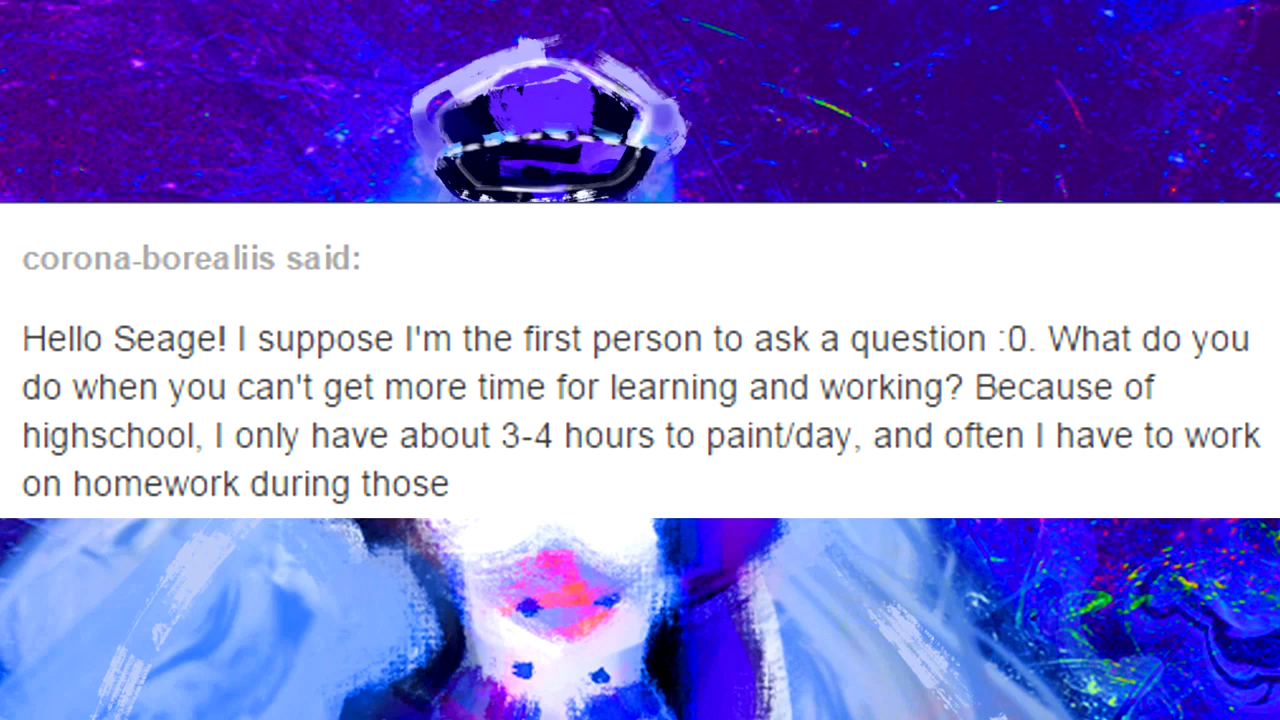 corona-borealiis said:
Hello Seage! I suppose I'm the first person to ask a question :0. What do you
do when you can't get more time for learning and working? Because of
highschool, I only have about 3-4 hours to paint/day, and often I have to work
on homework during those